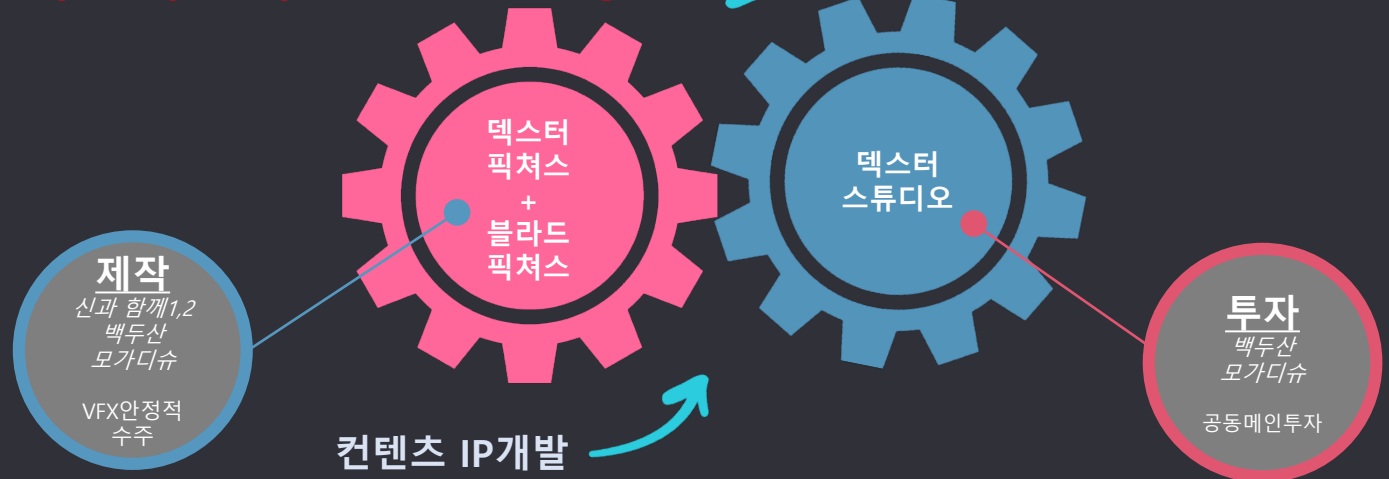 덱스터
픽쳐스
+
블라드
픽쳐스
덱스터
스튜디오
제작
신과 함께1,2
백두산
모가디슈
VFX안정적
수주
투자
백두산
모가디슈
공동메인투자
컨텐츠 IP개발